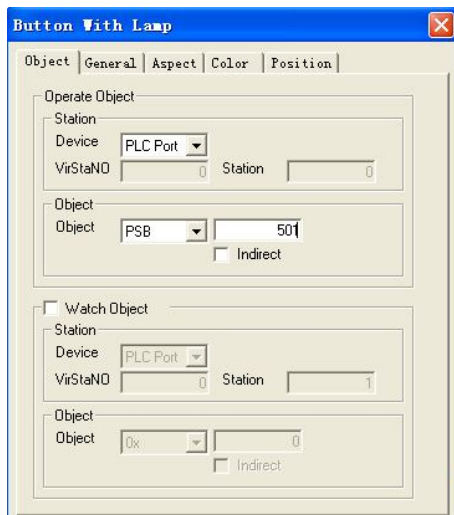 Button With Lamp
Object General Aspect Color Position
Operate Object
Station
Device PLC Port
VirStaNO 0 Station 0
Object
Object PSB 501
Indirect
Watch Object
Station
Device PLC Port
VirStaNO 0 Station 1
Object
Object 0x 0
Indirect